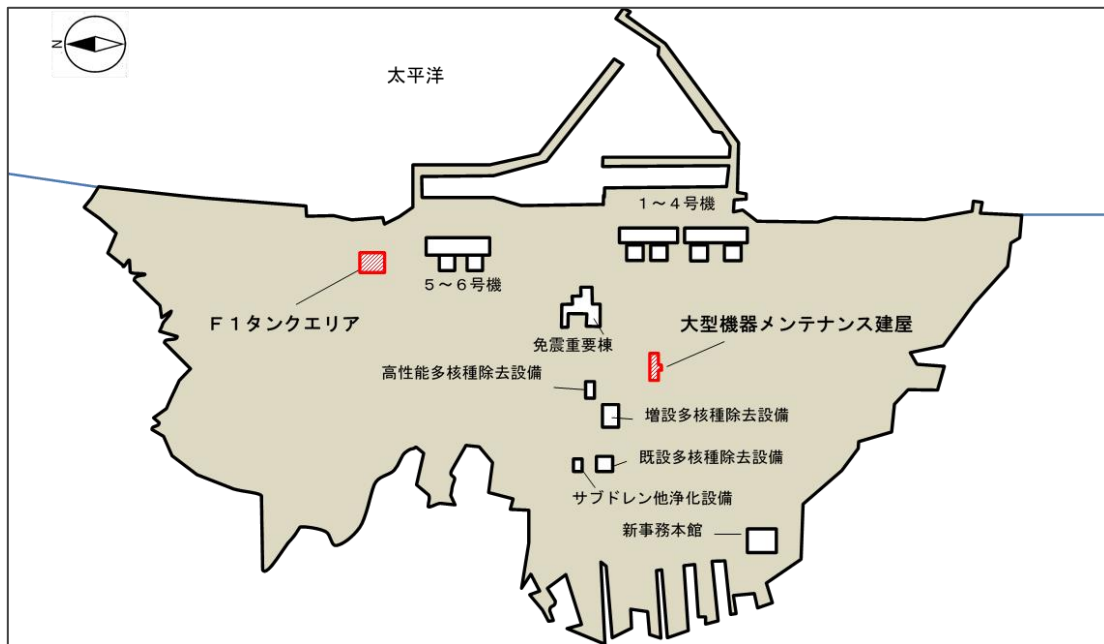 N
太平洋
１～４号機
５～６号機
Ｆ１タンクエリア
大型機器メンテナンス建屋
免震重要棟
高性能多核種除去設備
増設多核種除去設備
既設多核種除去設備
サブドレン他浄化設備
新事務本館